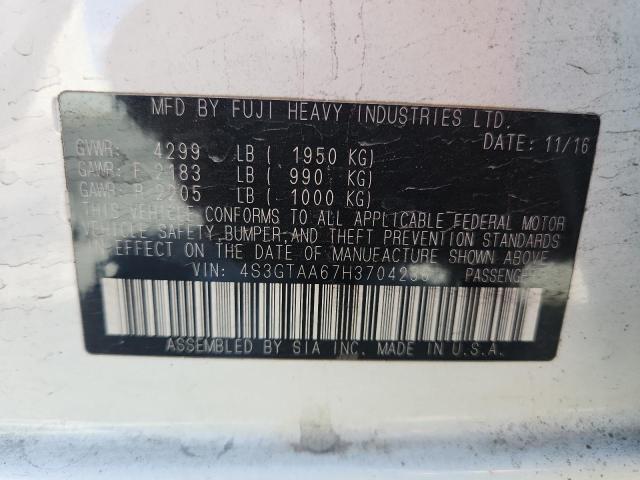 MFD BY FUJI HEAVY INDUSTRIES LTD.
DATE: 11/16
GVWR: 4299 LB ( 1950 KG)
GAWR: F 2183 LB ( 990 KG)
GAWR: R 2205 LB ( 1000 KG)
THIS VEHICLE CONFORMS TO ALL APPLICABLE FEDERAL MOTOR
VEHICLE SAFETY, BUMPER, AND THEFT PREVENTION STANDARDS
IN EFFECT ON THE DATE OF MANUFACTURE SHOWN ABOVE.
VIN:
ASSEMBLED BY SIA INC. MADE IN U.S.A.